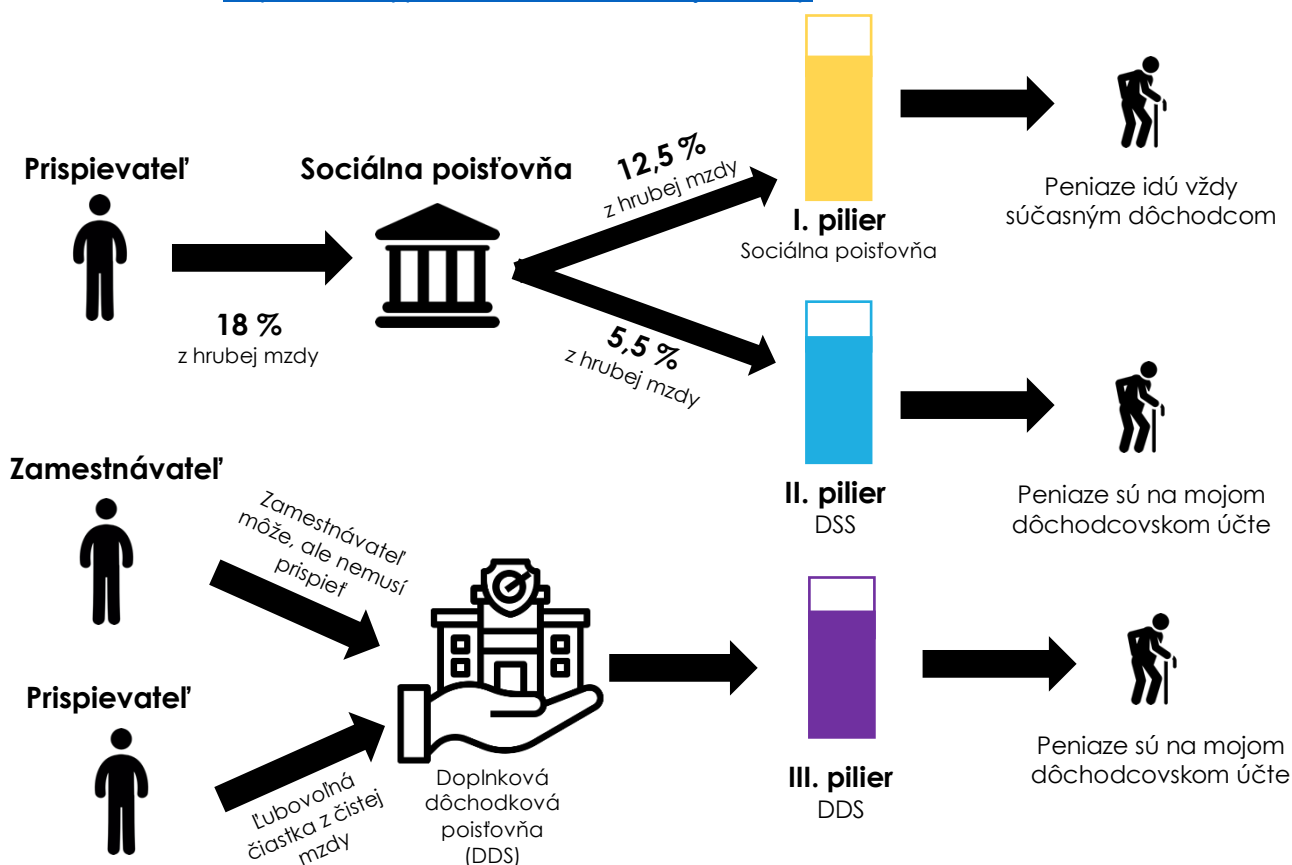 Prispievateľ
Sociálna poisťovňa
18 %
z hrubej mzdy
12,5 %
z hrubej mzdy
5,5 %
z hrubej mzdy
I. pilier
Sociálna poisťovňa
Peniaze idú vždy
súčasným dôchodcom
II. pilier
DSS
Peniaze sú na mojom
dôchodcovskom účte
Zamestnávateľ
Zamestnávateľ
môže, ale nemusí
prispieť
Prispievateľ
Ľubovoľná
čiastka z čistej
mzdy
Doplnková
dôchodková
poisťovňa
(DDS)
III. pilier
DDS
Peniaze sú na mojom
dôchodcovskom účte